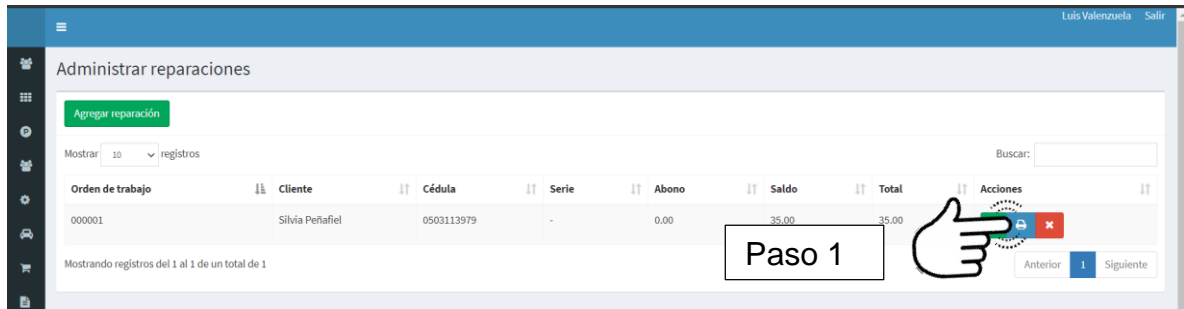 Luis Valenzuela Salir
Administrar reparaciones
Agregar reparación
Mostrar 10 registros Buscar:
Orden de trabajo Cliente Cédula Serie Abono Saldo Total Acciones
000001 Silvia Peñafiel 0503113979 - 0.00 35.00 35.00
Paso 1
Mostrando registros del 1 al 1 de un total de 1 Anterior 1 Siguiente